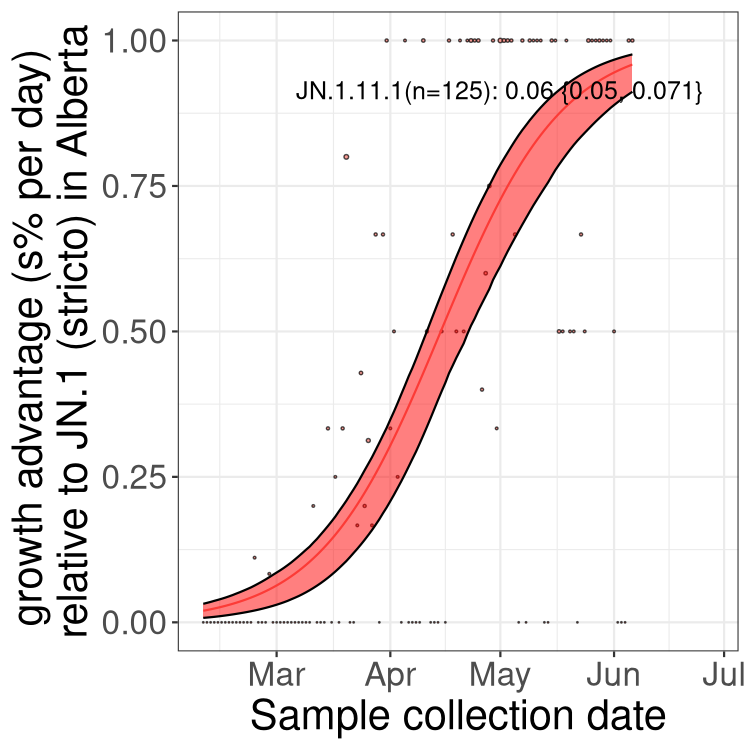 growth advantage (s% per day)
relative to JN.1 (stricto) in Alberta
1.00
0.75
0.50
0.25
0.00
JN.1.11.1(n=125): 0.06 {0.05, 0.071}
Mar Apr May Jun Jul
Sample collection date